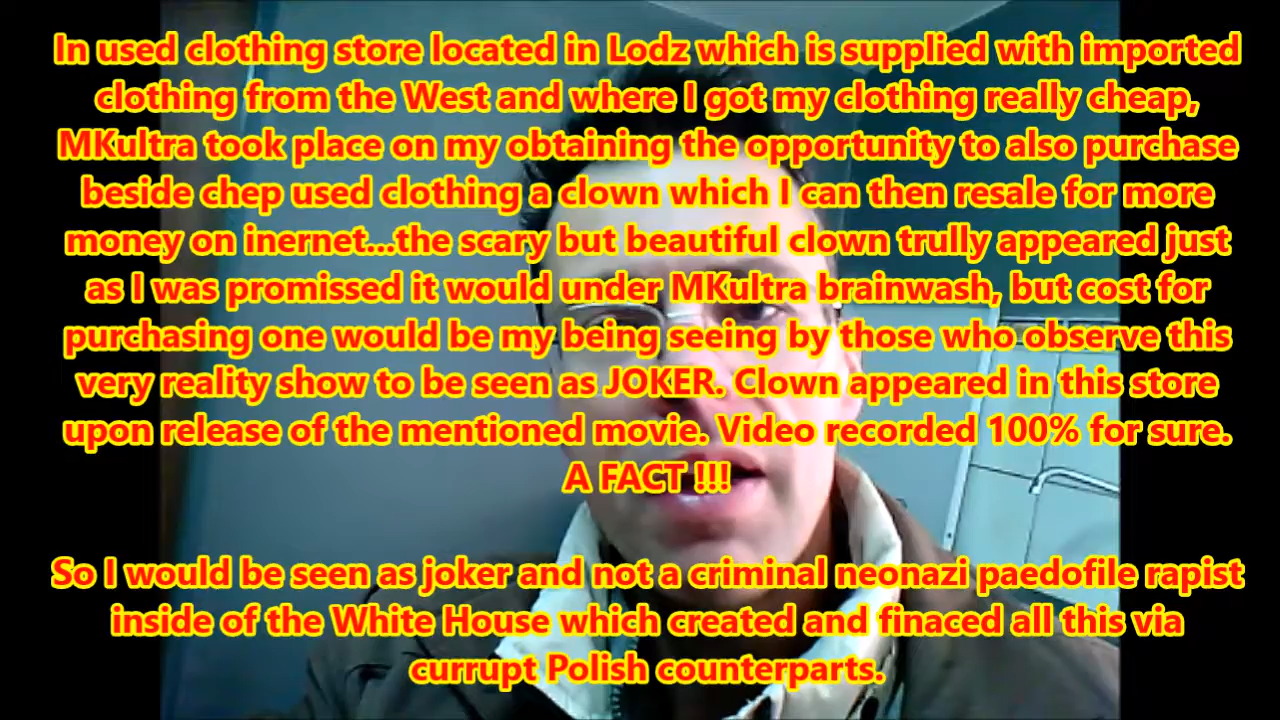 In used clothing store located in Lodz which is supplied with imported
clothing from the West and where I got my clothing really cheap,
MKultra took place on my obtaining the opportunity to also purchase
beside chep used clothing a clown which I can then resale for more
money on inernet...the scary but beautiful clown trully appeared just
as I was promissed it would under MKultra brainwash, but cost for
purchasing one would be my being seeing by those who observe this
very reality show to be seen as JOKER. Clown appeared in this store
upon release of the mentioned movie. Video recorded 100% for sure.
A FACT !!!
So I would be seen as joker and not a criminal neonazi paedofile rapist
inside of the White House which created and finaced all this via
currupt Polish counterparts.